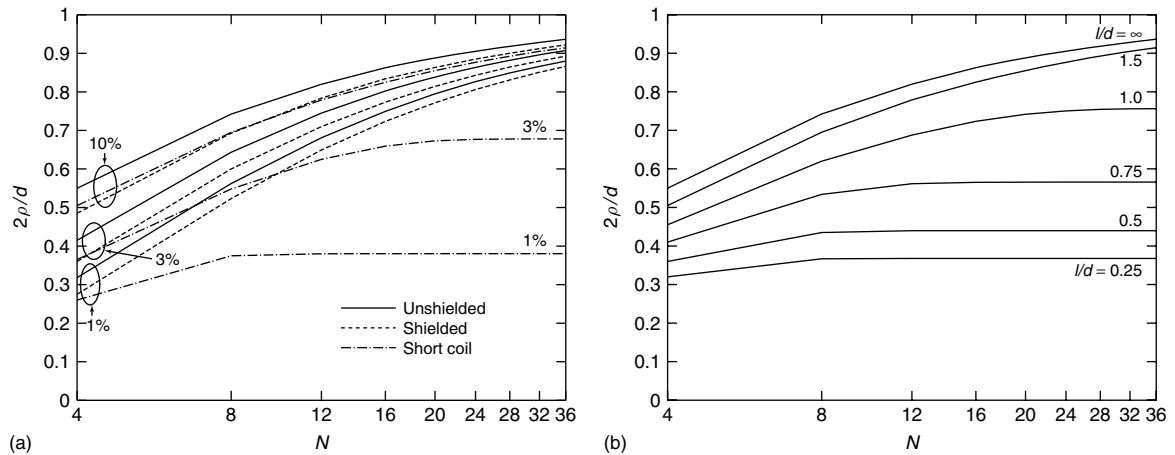 1
0.9
0.8
0.7
0.6
0.5
0.4
0.3
0.2
0.1
0
2ρ/d
10%
3%
1%
3%
1%
Unshielded
Shielded
Short coil
4 8 12 16 20 24 28 32 36
(a) N
1
0.9
0.8
0.7
0.6
0.5
0.4
0.3
0.2
0.1
0
2ρ/d
l/d = ∞
1.5
1.0
0.75
0.5
l/d = 0.25
4 8 12 16 20 24 28 32 36
(b) N